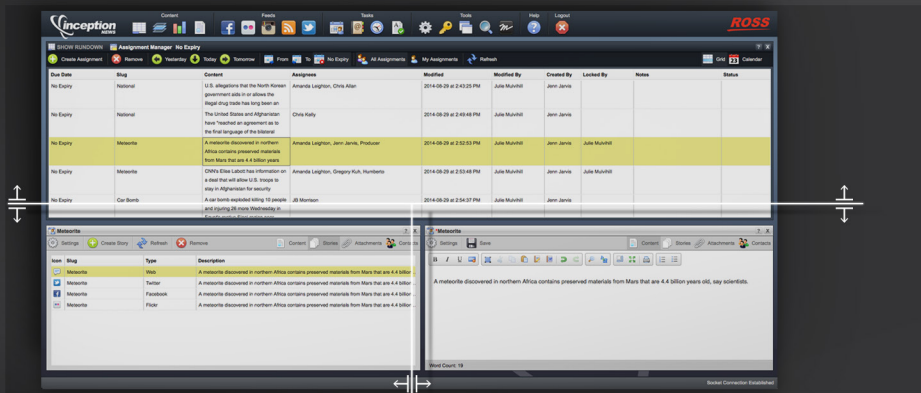 Content Feeds Tasks Tools Help Logout
inception NEWS ROSS
SHOW RUNDOWN Assignment Manager No Expiry ? X
Create Assignment Remove Yesterday Today Tomorrow From To No Expiry All Assignments My Assignments Refresh Grid 23 Calendar
Due Date Slug Content Assignees Modified Modified By Created By Locked By Notes Status
No Expiry National U.S. allegations that the North Korean Amanda Leighton, Chris Allan 2014-08-29 at 2:43:25 PM Julie Mulvihill Jenn Jarvis
government aids in or allows the
illegal drug trade has long been an
No Expiry National The United States and Afghanistan Chris Kelly 2014-08-29 at 2:49:48 PM Julie Mulvihill Jenn Jarvis
have "reached an agreement as to
the final language of the bilateral
No Expiry Meteorite A meteorite discovered in northern Amanda Leighton, Jenn Jarvis, Producer 2014-08-29 at 2:52:53 PM Julie Mulvihill Jenn Jarvis Julie Mulvihill
Africa contains preserved materials
from Mars that are 4.4 billion years
No Expiry Meteorite CNN's Elise Labott has information on Amanda Leighton, Gregory Kuit, Humberto 2014-08-29 at 2:53:48 PM Julie Mulvihill Jenn Jarvis Julie Mulvihill
a deal that will allow U.S. troops to
stay in Afghanistan for security
No Expiry Car Bomb A car bomb exploded killing 10 people JB Morrison 2014-08-29 at 2:54:37 PM Julie Mulvihill Jenn Jarvis
and injuring 28 more Wednesday in
Meteorite ? X *Meteorite ? X
Settings Create Story Refresh Remove Content Stories Attachments Contacts Settings Save Content Stories Attachments Contacts
Icon Slug Type Description
B I U
Meteorite Web A meteorite discovered in northern Africa contains preserved materials from Mars that are 4.4 billion ...
Meteorite Twitter A meteorite discovered in northern Africa contains preserved materials from Mars that are 4.4 billion ...
Meteorite Facebook A meteorite discovered in northern Africa contains preserved materials from Mars that are 4.4 billion ...
Meteorite Flickr A meteorite discovered in northern Africa contains preserved materials from Mars that are 4.4 billion ...
A meteorite discovered in northern Africa contains preserved materials from Mars that are 4.4 billion years old, say scientists.
Word Count: 19
Socket Connection Established